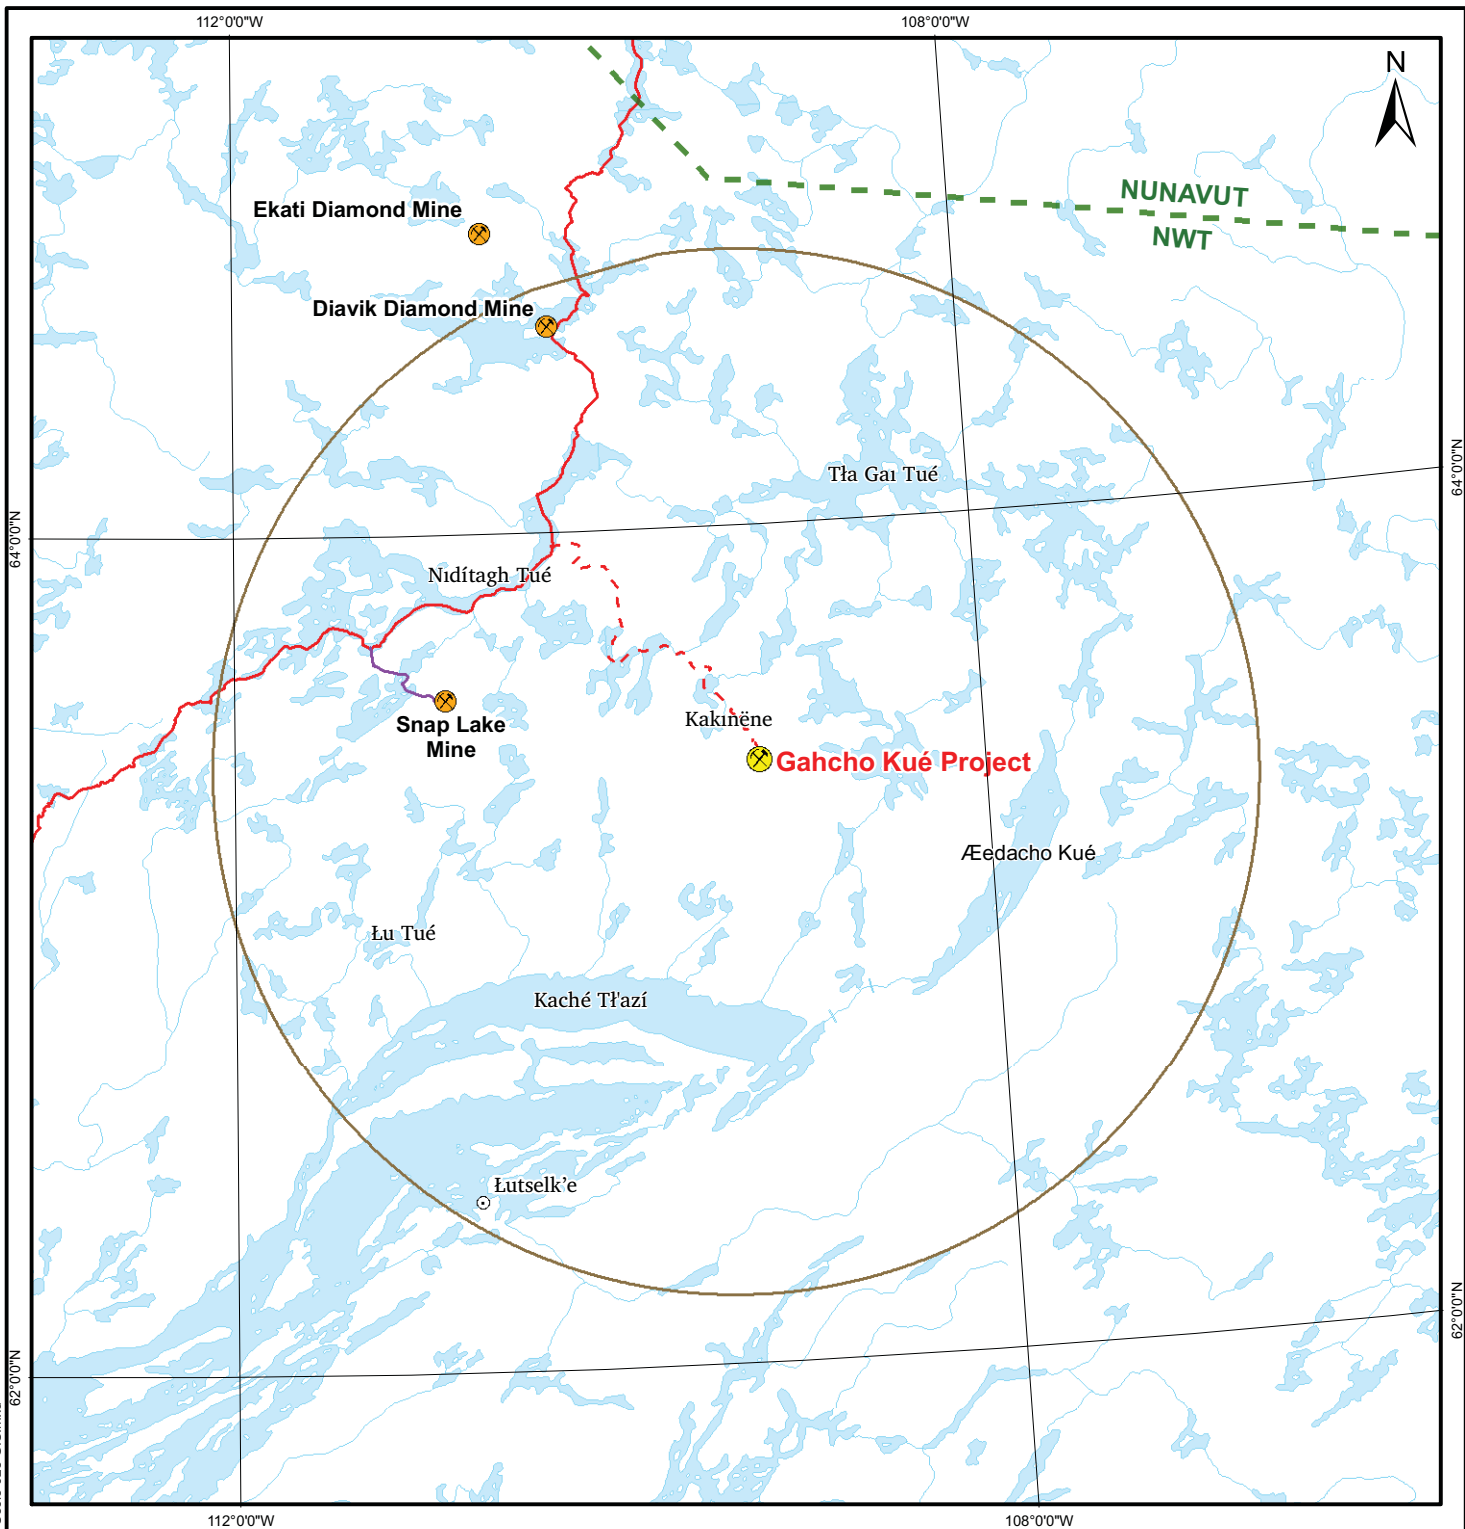 112°0'0"W
108°0'0"W
N
NUNAVUT
NWT
Ekati Diamond Mine
Diavik Diamond Mine
64°0'0"N
Tła Gaı Tué
64°0'0"N
Nıdítagh Tué
Kakınëne
Snap Lake
Mine
Gahcho Kué Project
Æedacho Kué
Łu Tué
Kaché Tł'azí
Łutselk’e
62°0'0"N
62°0'0"N
112°0'0"W
108°0'0"W